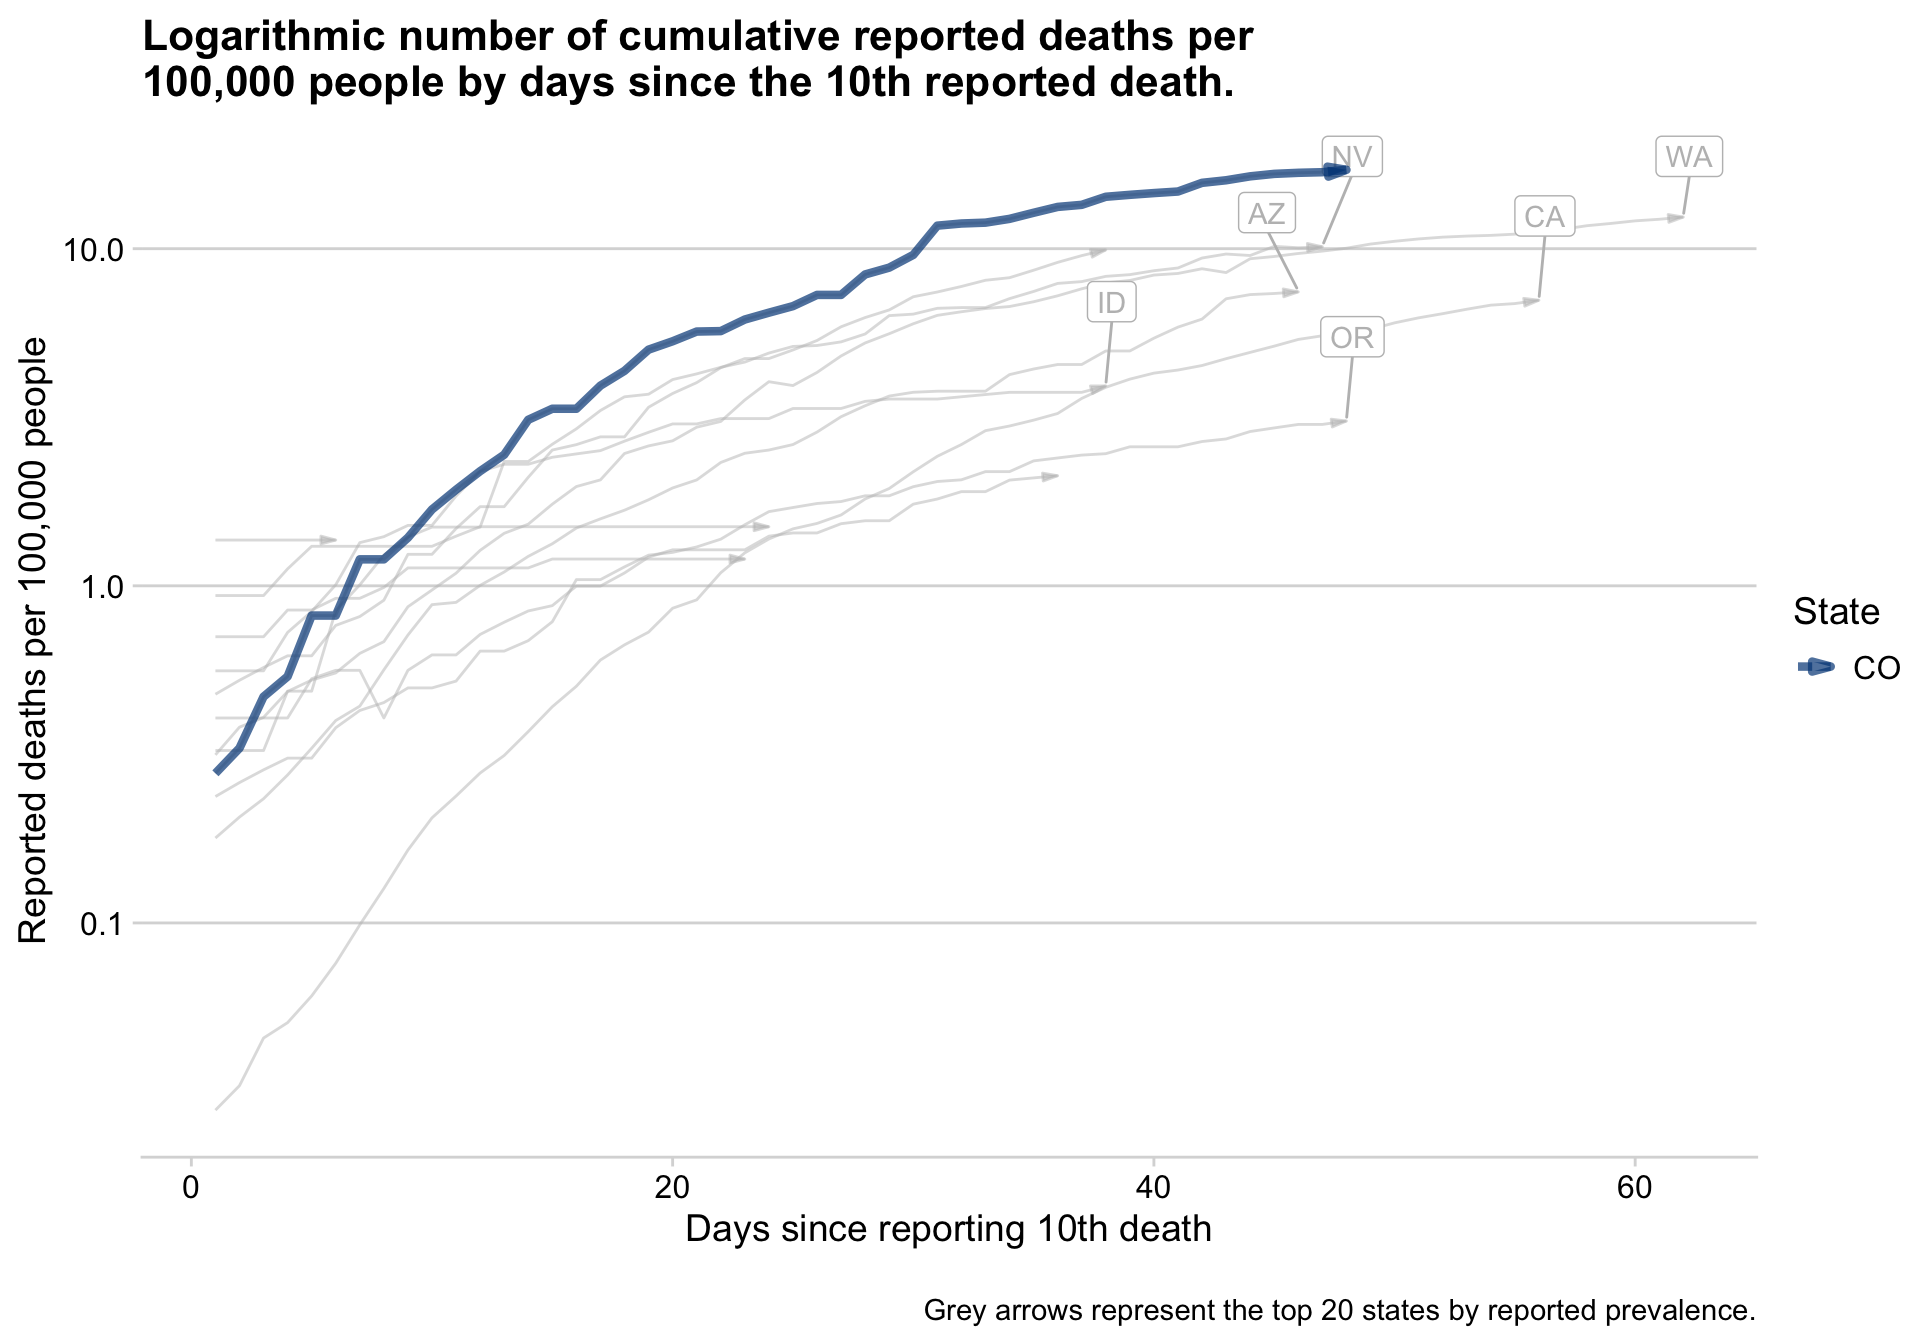 Logarithmic number of cumulative reported deaths per
100,000 people by days since the 10th reported death.
NV
WA
AZ
CA
10.0
ID
OR
Reported deaths per 100,000 people
1.0
State
CO
0.1
0
20
40
60
Days since reporting 10th death
Grey arrows represent the top 20 states by reported prevalence.